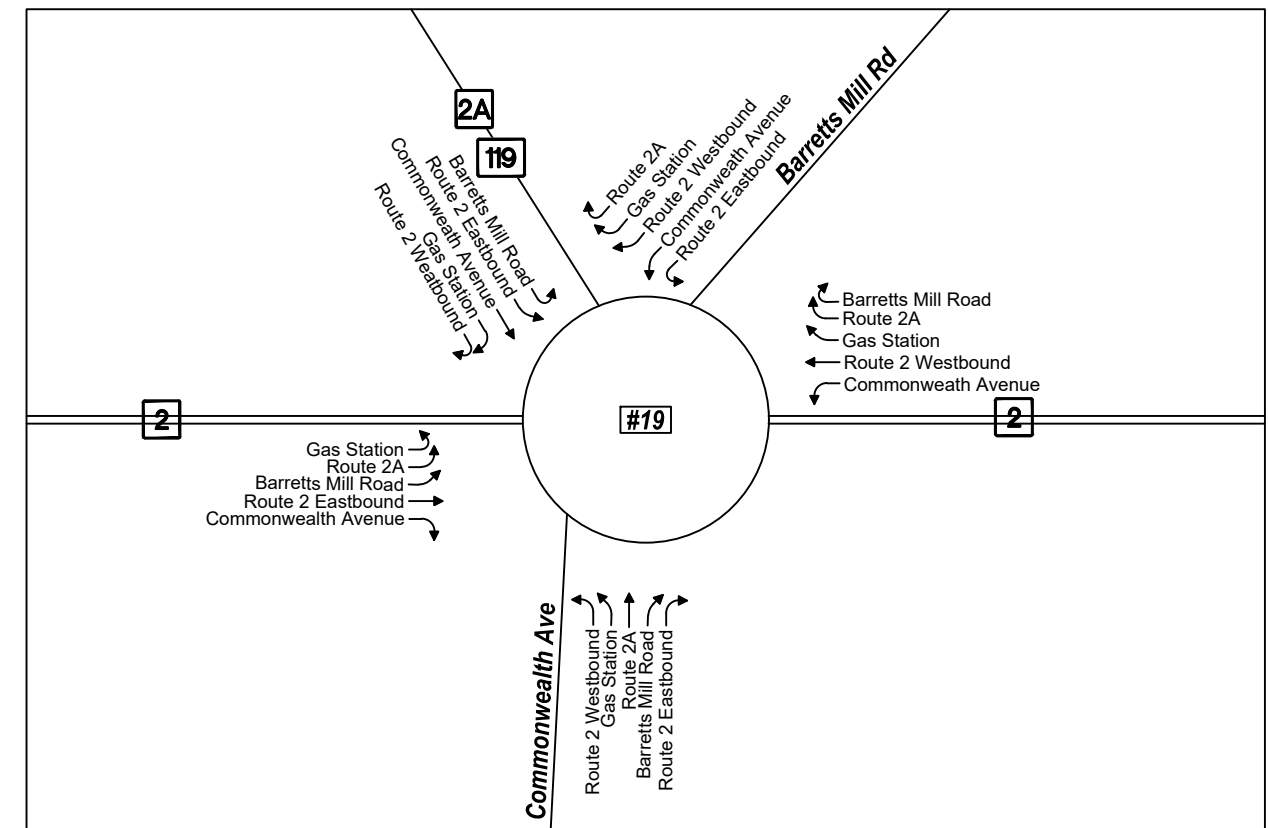 2A
119
Barretts Mill Rd
Barretts Mill Road
Route 2 Eastbound
Commonweath Avenue
Gas Station
Route 2 Weatbound
Route 2A
Gas Station
Route 2 Westbound
Commonweath Avenue
Route 2 Eastbound
Barretts Mill Road
Route 2A
Gas Station
Route 2 Westbound
Commonweath Avenue
2
#19
2
Gas Station
Route 2A
Barretts Mill Road
Route 2 Eastbound
Commonwealth Avenue
Commonwealth Ave
Route 2 Westbound
Gas Station
Route 2A
Barretts Mill Road
Route 2 Eastbound